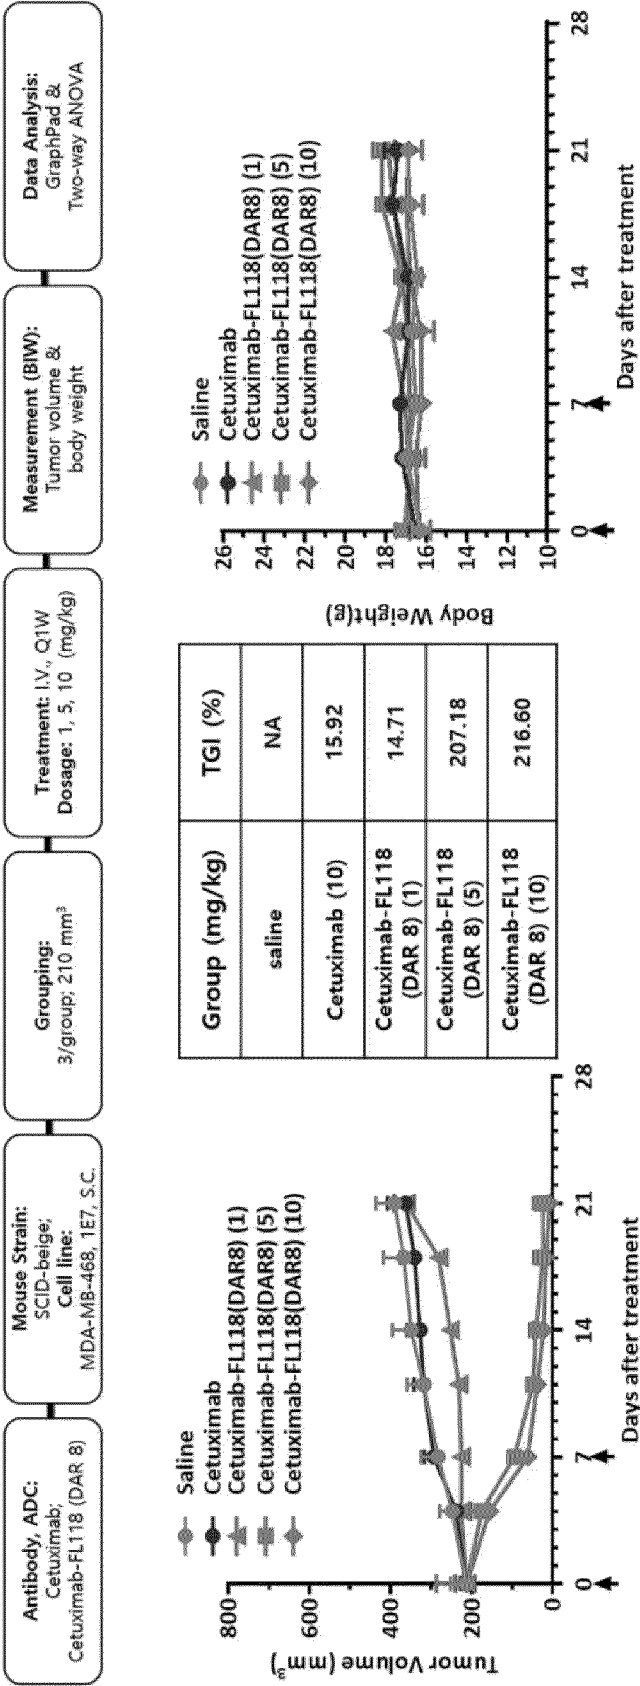 Antibody, ADC:
Cetuximab;
Cetuximab-FL118 (DAR 8)
Mouse Strain:
SCID-beige;
Cell line:
MDA-MB-468, 1E7, S.C.
Grouping:
3/group; 210 mm³
Treatment: I.V., Q1W
Dosage: 1, 5, 10 (mg/kg)
Measurement (BIW):
Tumor volume &
body weight
Data Analysis:
GraphPad &
Two-way ANOVA
Saline
Cetuximab
Cetuximab-FL118(DAR8) (1)
Cetuximab-FL118(DAR8) (5)
Cetuximab-FL118(DAR8) (10)
Tumor Volume (mm³)
800
600
400
200
0
0
7
14
21
28
Days after treatment
Group (mg/kg) TGI (%)
saline NA
Cetuximab (10) 15.92
Cetuximab-FL118
(DAR 8) (1) 14.71
Cetuximab-FL118
(DAR 8) (5) 207.18
Cetuximab-FL118
(DAR 8) (10) 216.60
Saline
Cetuximab
Cetuximab-FL118(DAR8) (1)
Cetuximab-FL118(DAR8) (5)
Cetuximab-FL118(DAR8) (10)
Body Weight(g)
26
24
22
20
18
16
14
12
10
0
7
14
21
28
Days after treatment